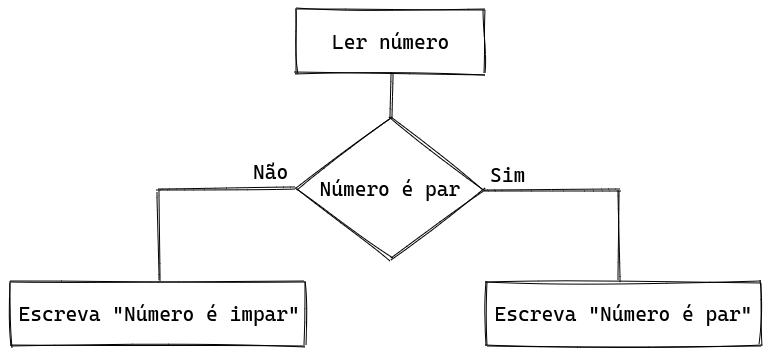 Ler número
Não
Sim
Número é par
Escreva "Número é impar"
Escreva "Número é par"